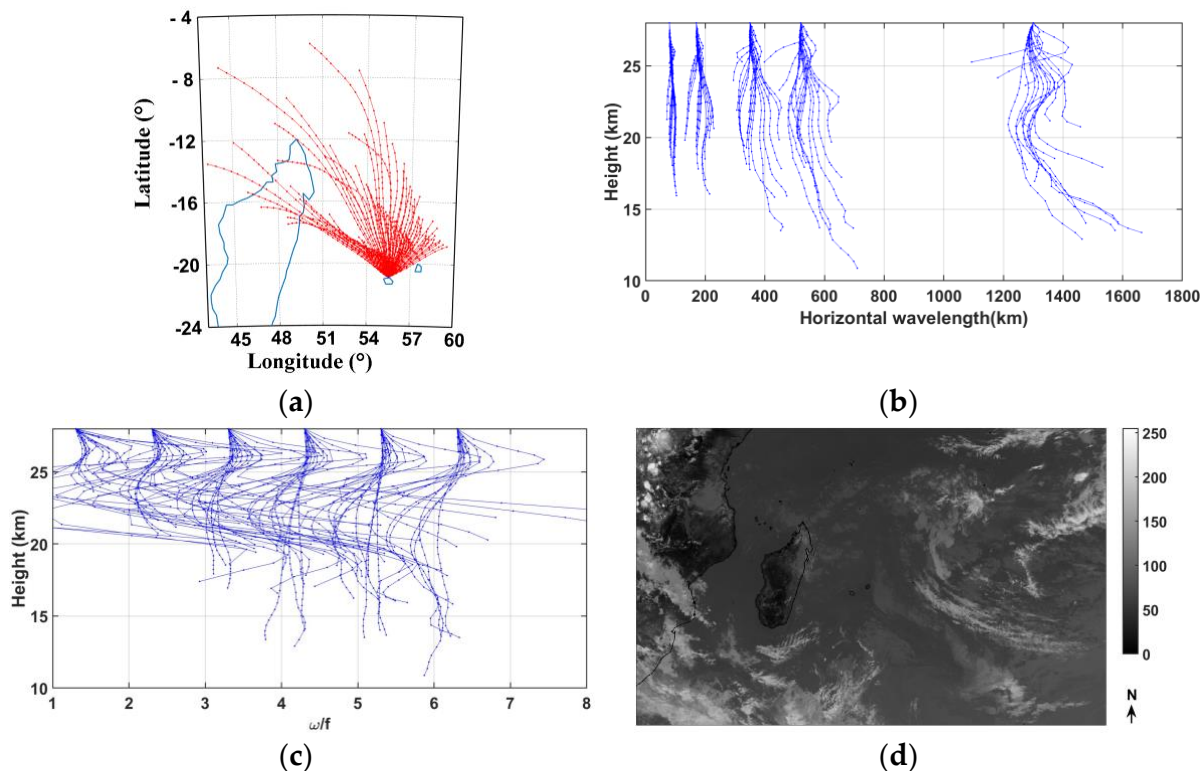 - 4
- 8
-12
-16
-20
-24
Latitude (°)
45 48 51 54 57 60
Longitude (°)
(a)
25
20
15
10
Height (km)
0 200 400 600 800 1000 1200 1400 1600 1800
Horizontal wavelength(km)
(b)
25
20
15
10
Height (km)
1 2 3 4 5 6 7 8
ω/f
(c)
250
200
150
100
50
0
N
(d)